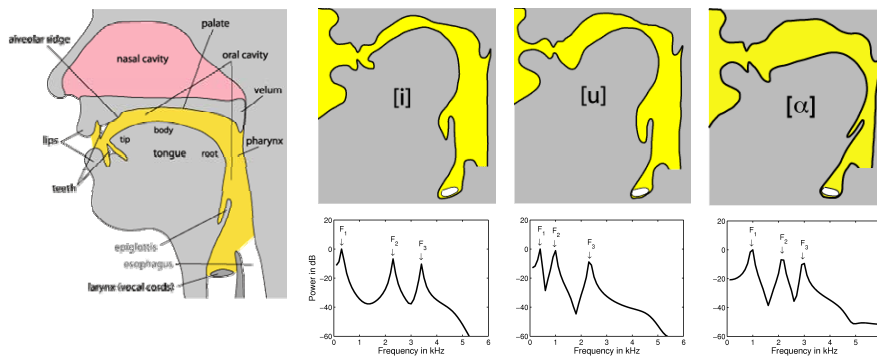 palate
alveolar ridge
oral cavity
nasal cavity
velum
lips
tip
body
pharynx
tongue
root
teeth
epiglottis
esophagus
larynx (vocal cords)
[i]
[u]
[α]
Power in dB
0
−20
−40
−60
F1
F2
F3
0 1 2 3 4 5 6
Frequency in kHz
0
−20
−40
−60
F1
F2
F3
0 1 2 3 4 5 6
Frequency in kHz
0
−20
−40
−60
F1
F2
F3
0 1 2 3 4 5
Frequency in kHz